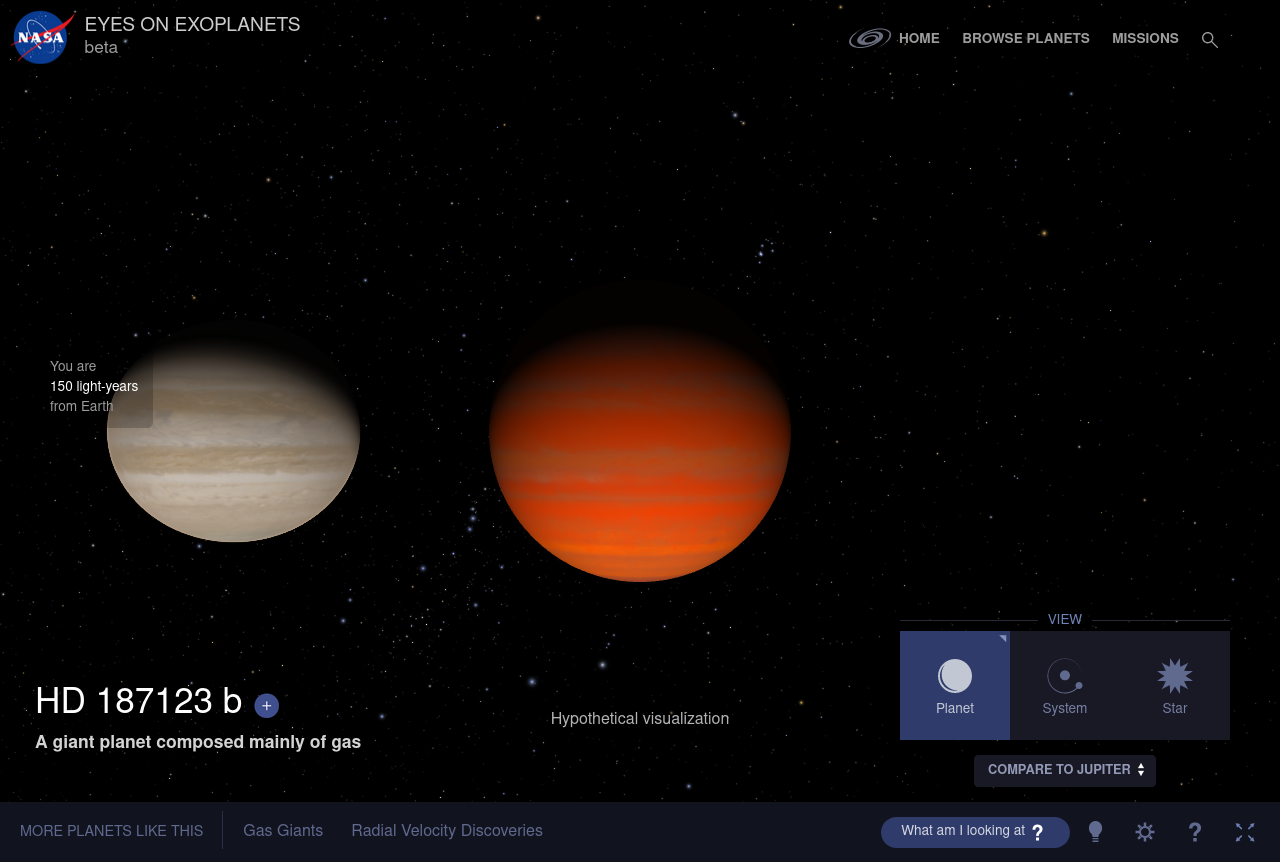 NASA
EYES ON EXOPLANETS
beta
HOME
BROWSE PLANETS
MISSIONS
You are
150 light-years
from Earth
HD 187123 b +
A giant planet composed mainly of gas
Hypothetical visualization
VIEW
Planet
System
Star
COMPARE TO JUPITER
MORE PLANETS LIKE THIS
Gas Giants
Radial Velocity Discoveries
What am I looking at ?
?